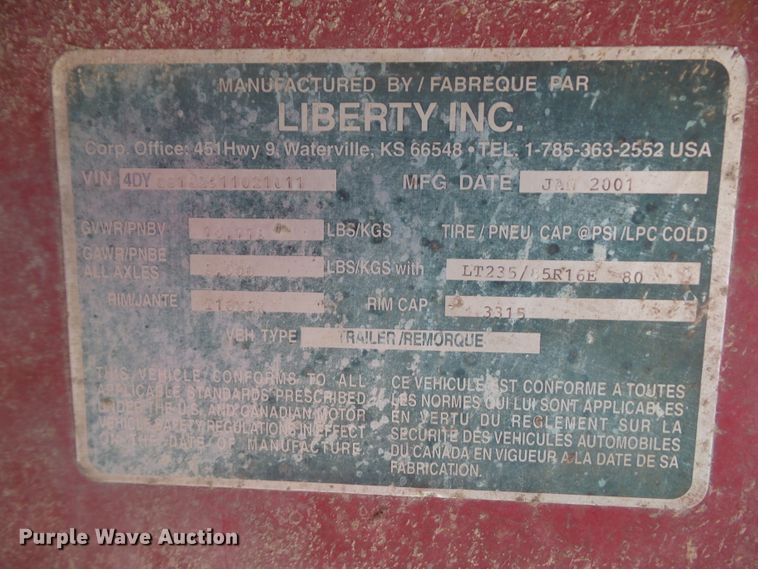 MANUFACTURED BY / FABREQUE PAR
LIBERTY INC.
Corp. Office: 451Hwy 9, Waterville, KS 66548 • TEL. 1-785-363-2552 USA
VIN 4DY MFG DATE JAN 2001
GVWR/PNBV LBS/KGS TIRE / PNEU CAP @PSI /LPC COLD
GAWR/PNBE
ALL AXLES LBS/KGS with LT235/85R16E 80
RIM/JANTE RIM CAP 3315
VEH TYPE TRAILER/REMORQUE
THIS VEHICLE CONFORMS TO ALL
APPLICABLE STANDARDS PRESCRIBED
UNDER THE U.S. AND CANADIAN MOTOR
VEHICLE SAFETY REGULATIONS IN EFFECT
ON THE DATE OF MANUFACTURE
CE VEHICULE EST CONFORME A TOUTES
LES NORMES QUI LUI SONT APPLICABLES
EN VERTU DU REGLEMENT SUR LA
SECURITE DES VEHICULES AUTOMOBILES
DU CANADA EN VIGUEUR A LA DATE DE SA
FABRICATION.
Purple Wave Auction